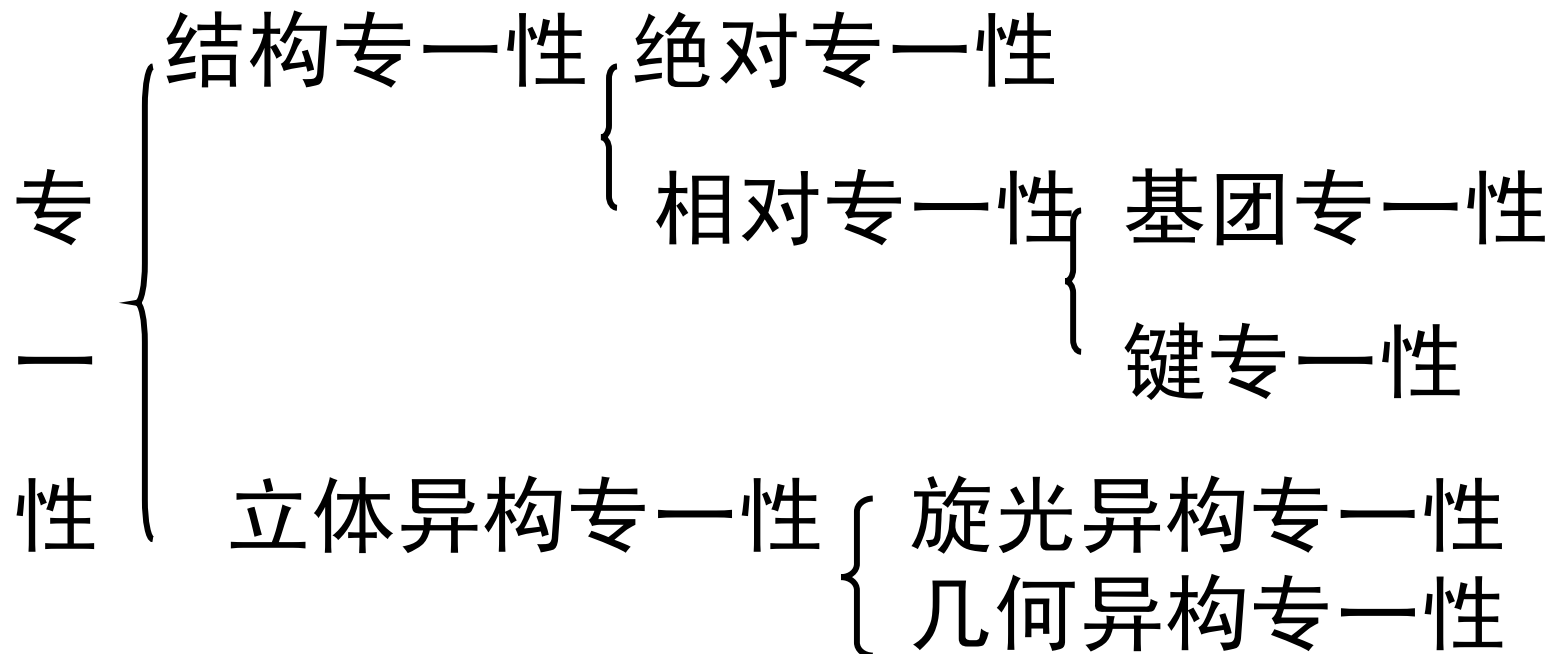 结构专一性 绝对专一性
专 相对专一性 基团专一性
一 键专一性
性 立体异构专一性 旋光异构专一性
几何异构专一性